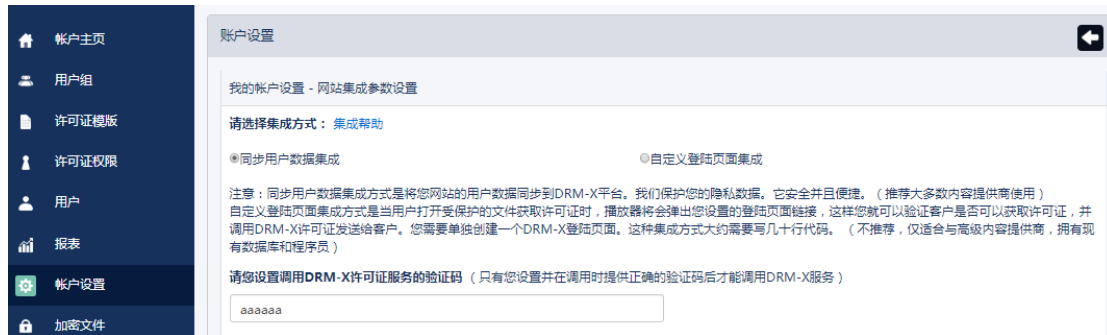 帐户主页
用户组
许可证模版
许可证权限
用户
报表
帐户设置
加密文件
账户设置
我的帐户设置 - 网站集成参数设置
请选择集成方式： 集成帮助
同步用户数据集成
自定义登陆页面集成
注意：同步用户数据集成方式是将您网站的用户数据同步到DRM-X平台。我们保护您的隐私数据。它安全并且便捷。（推荐大多数内容提供商使用）
自定义登陆页面集成方式是当用户打开受保护的文件获取许可证时，播放器将会弹出您设置的登陆页面链接，这样您就可以验证客户是否可以获取许可证，并
调用DRM-X许可证发送给客户。您需要单独创建一个DRM-X登陆页面。这种集成方式大约需要写几十行代码。 （不推荐，仅适合与高级内容提供商，拥有现
有数据库和程序员）
请您设置调用DRM-X许可证服务的验证码（只有您设置并在调用时提供正确的验证码后才能调用DRM-X服务）
aaaaaa